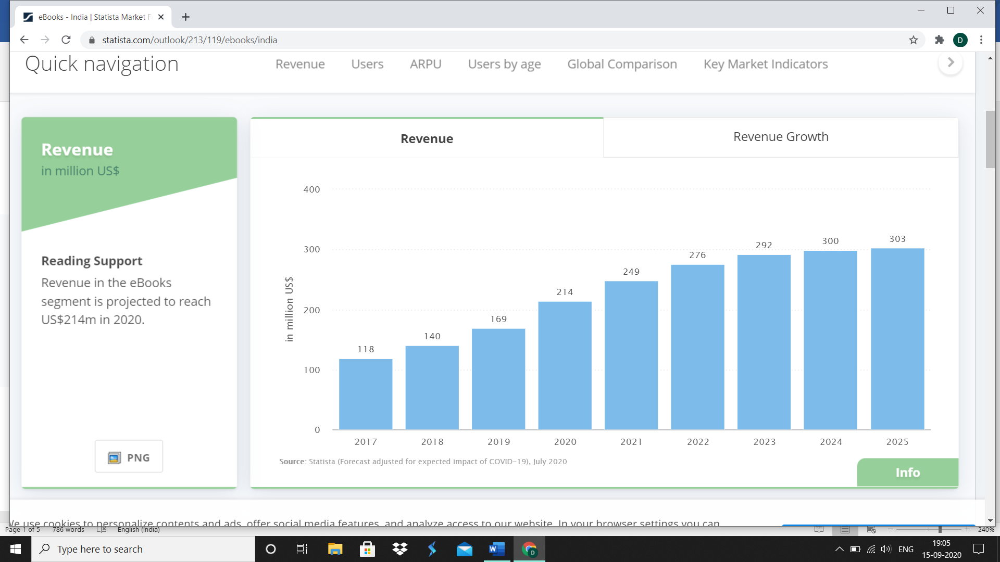 eBooks - India | Statista Market F
statista.com/outlook/213/119/ebooks/india
D
Quick navigation
Revenue
Users
ARPU
Users by age
Global Comparison
Key Market Indicators
Revenue
in million US$
Reading Support
Revenue in the eBooks
segment is projected to reach
US$214m in 2020.
PNG
Revenue
Revenue Growth
in million US$
400
300
200
100
0
118
140
169
214
249
276
292
300
303
2017
2018
2019
2020
2021
2022
2023
2024
2025
Source: Statista (Forecast adjusted for expected impact of COVID-19), July 2020
Info
We use cookies to personalize contents and ads, offer social media features, and analyze access to our website. In your browser settings you can
Page 1 of 5
786 words
English (India)
240%
Type here to search
W
D
ENG
19:05
15-09-2020